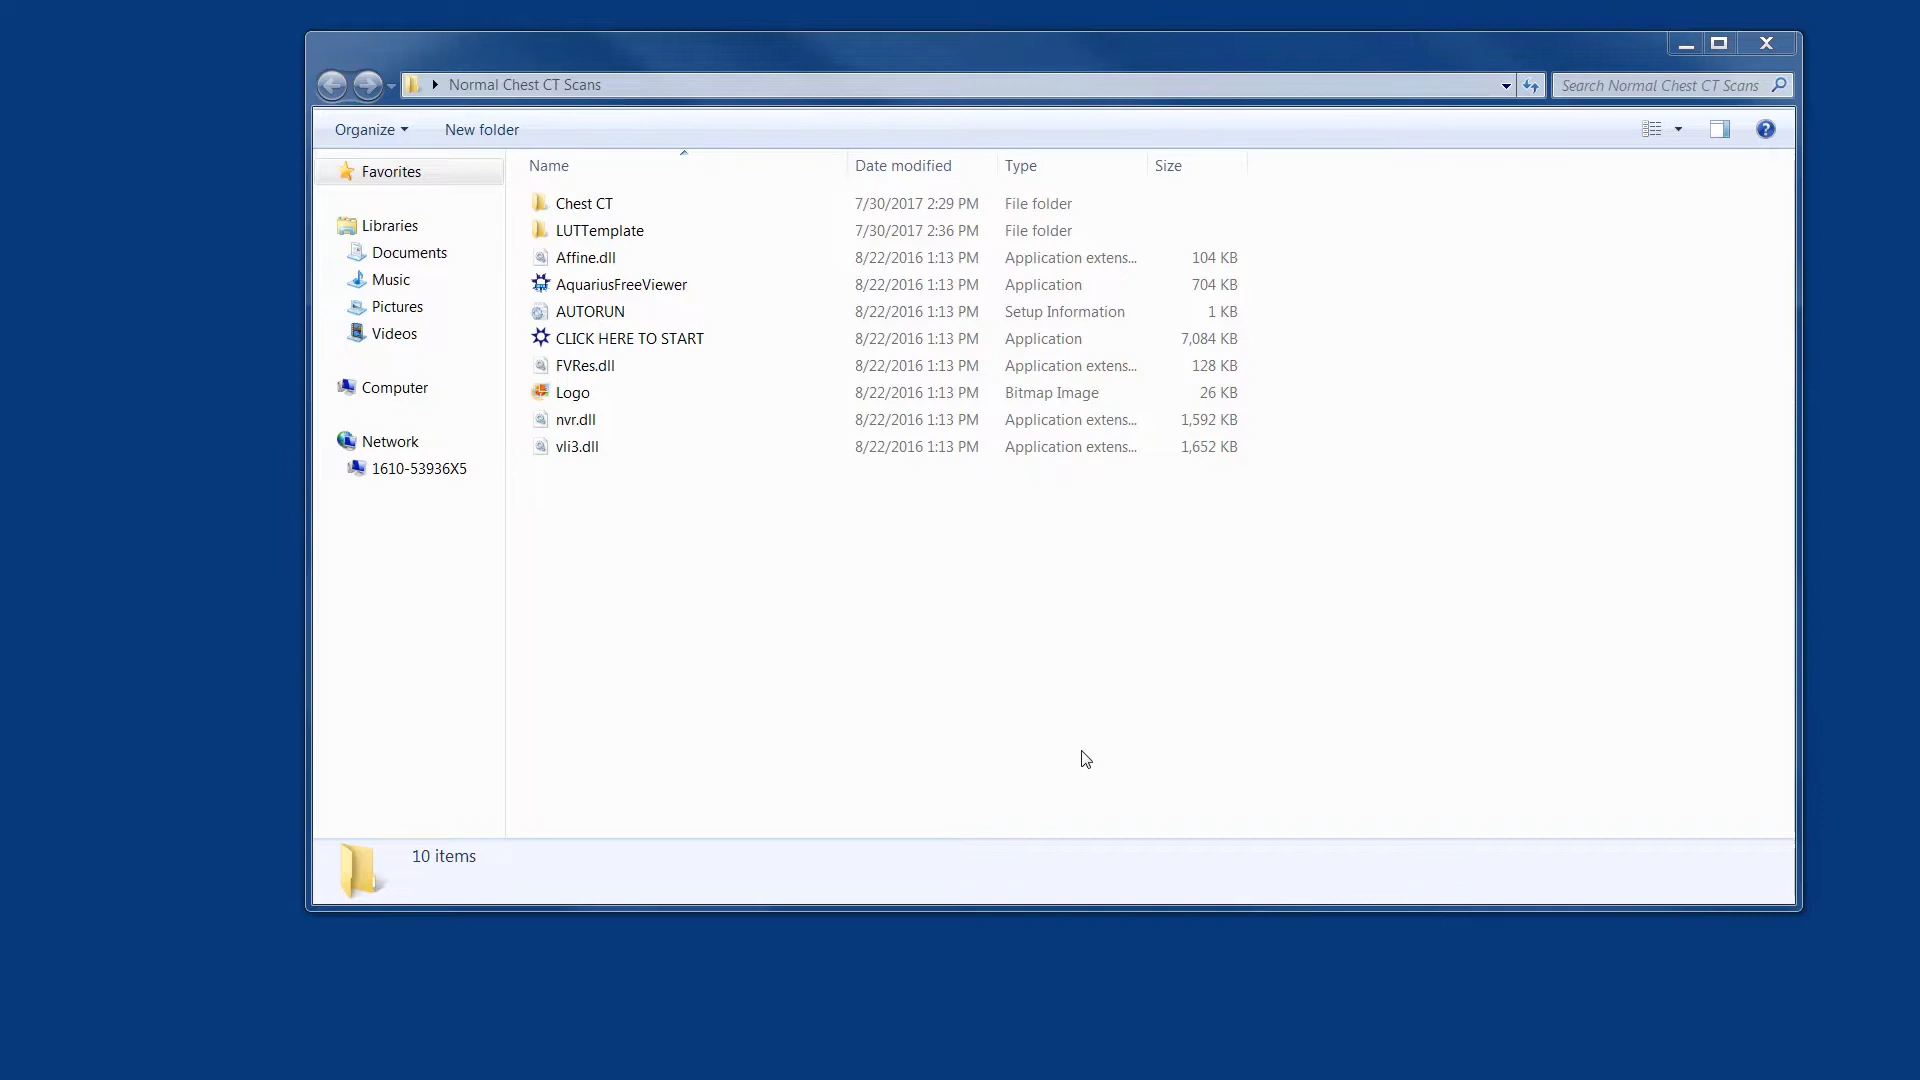 Normal Chest CT Scans
Search Normal Chest CT Scans
Organize New folder
Name Date modified Type Size
Favorites
Libraries
Documents
Music
Pictures
Videos
Computer
Network
1610-53936X5
Chest CT 7/30/2017 2:29 PM File folder
LUTTemplate 7/30/2017 2:36 PM File folder
Affine.dll 8/22/2016 1:13 PM Application extens... 104 KB
AquariusFreeViewer 8/22/2016 1:13 PM Application 704 KB
AUTORUN 8/22/2016 1:13 PM Setup Information 1 KB
CLICK HERE TO START 8/22/2016 1:13 PM Application 7,084 KB
FVRes.dll 8/22/2016 1:13 PM Application extens... 128 KB
Logo 8/22/2016 1:13 PM Bitmap Image 26 KB
nvr.dll 8/22/2016 1:13 PM Application extens... 1,592 KB
vli3.dll 8/22/2016 1:13 PM Application extens... 1,652 KB
10 items